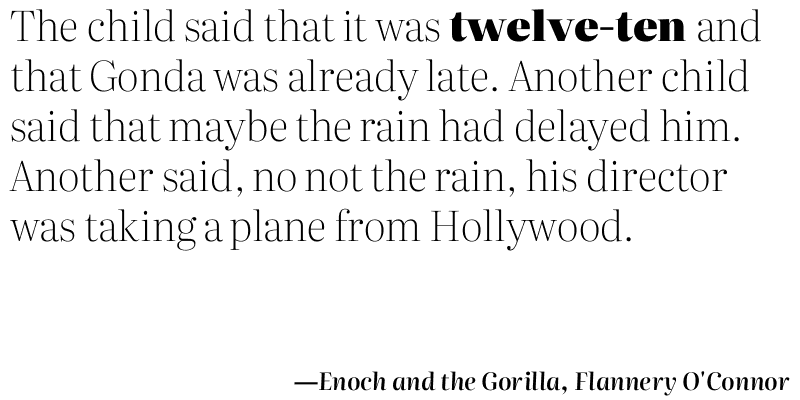 The child said that it was twelve-ten and
that Gonda was already late. Another child
said that maybe the rain had delayed him.
Another said, no not the rain, his director
was taking a plane from Hollywood.
—Enoch and the Gorilla, Flannery O'Connor